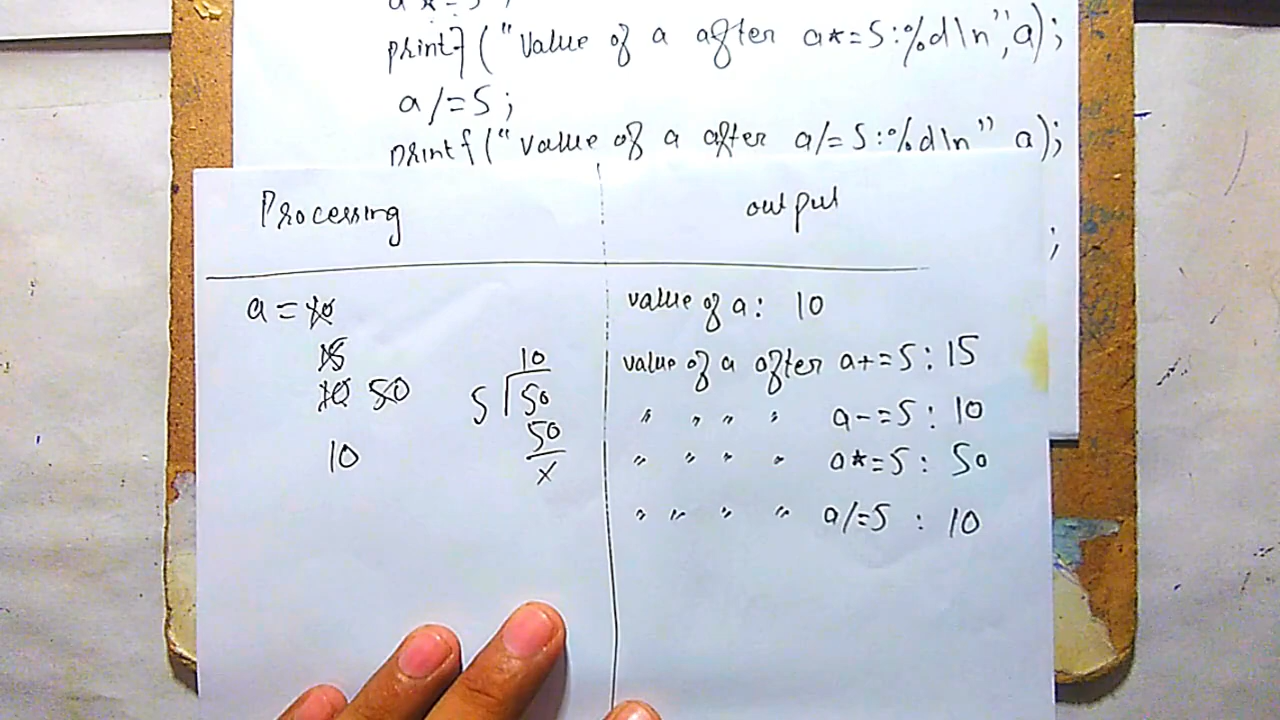 a *= 5 ;
printf ("Value of a after a*=5:%d\n", a);
a /= 5 ;
printf ("value of a after a/= 5:%d\n" a);
;
Processing
output
a = 10
15
10 50
10
10
5 50
50
x
value of a : 10
value of a after a+=5 : 15
" " " " a-=5 : 10
" " " " a*=5 : 50
" " " " a/=5 : 10